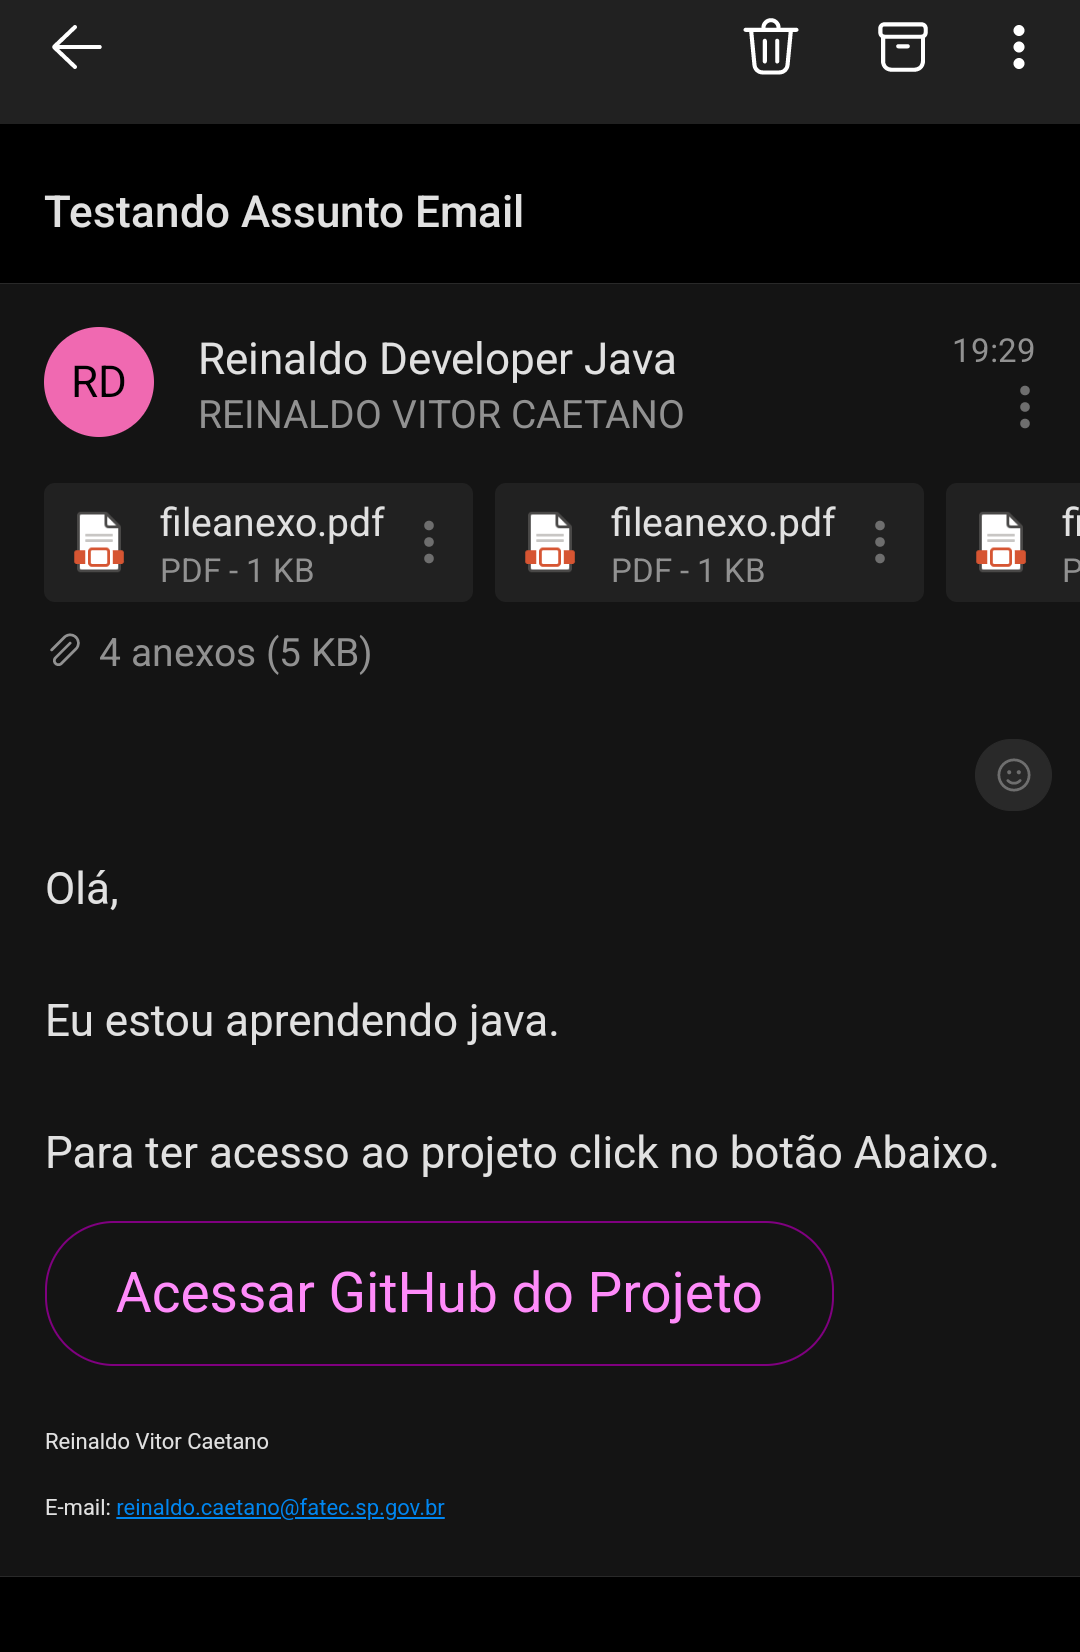 Testando Assunto Email
RD
Reinaldo Developer Java
19:29
REINALDO VITOR CAETANO
fileanexo.pdf
PDF - 1 KB
fileanexo.pdf
PDF - 1 KB
4 anexos (5 KB)
Olá,
Eu estou aprendendo java.
Para ter acesso ao projeto click no botão Abaixo.
Acessar GitHub do Projeto
Reinaldo Vitor Caetano
E-mail: reinaldo.caetano@fatec.sp.gov.br